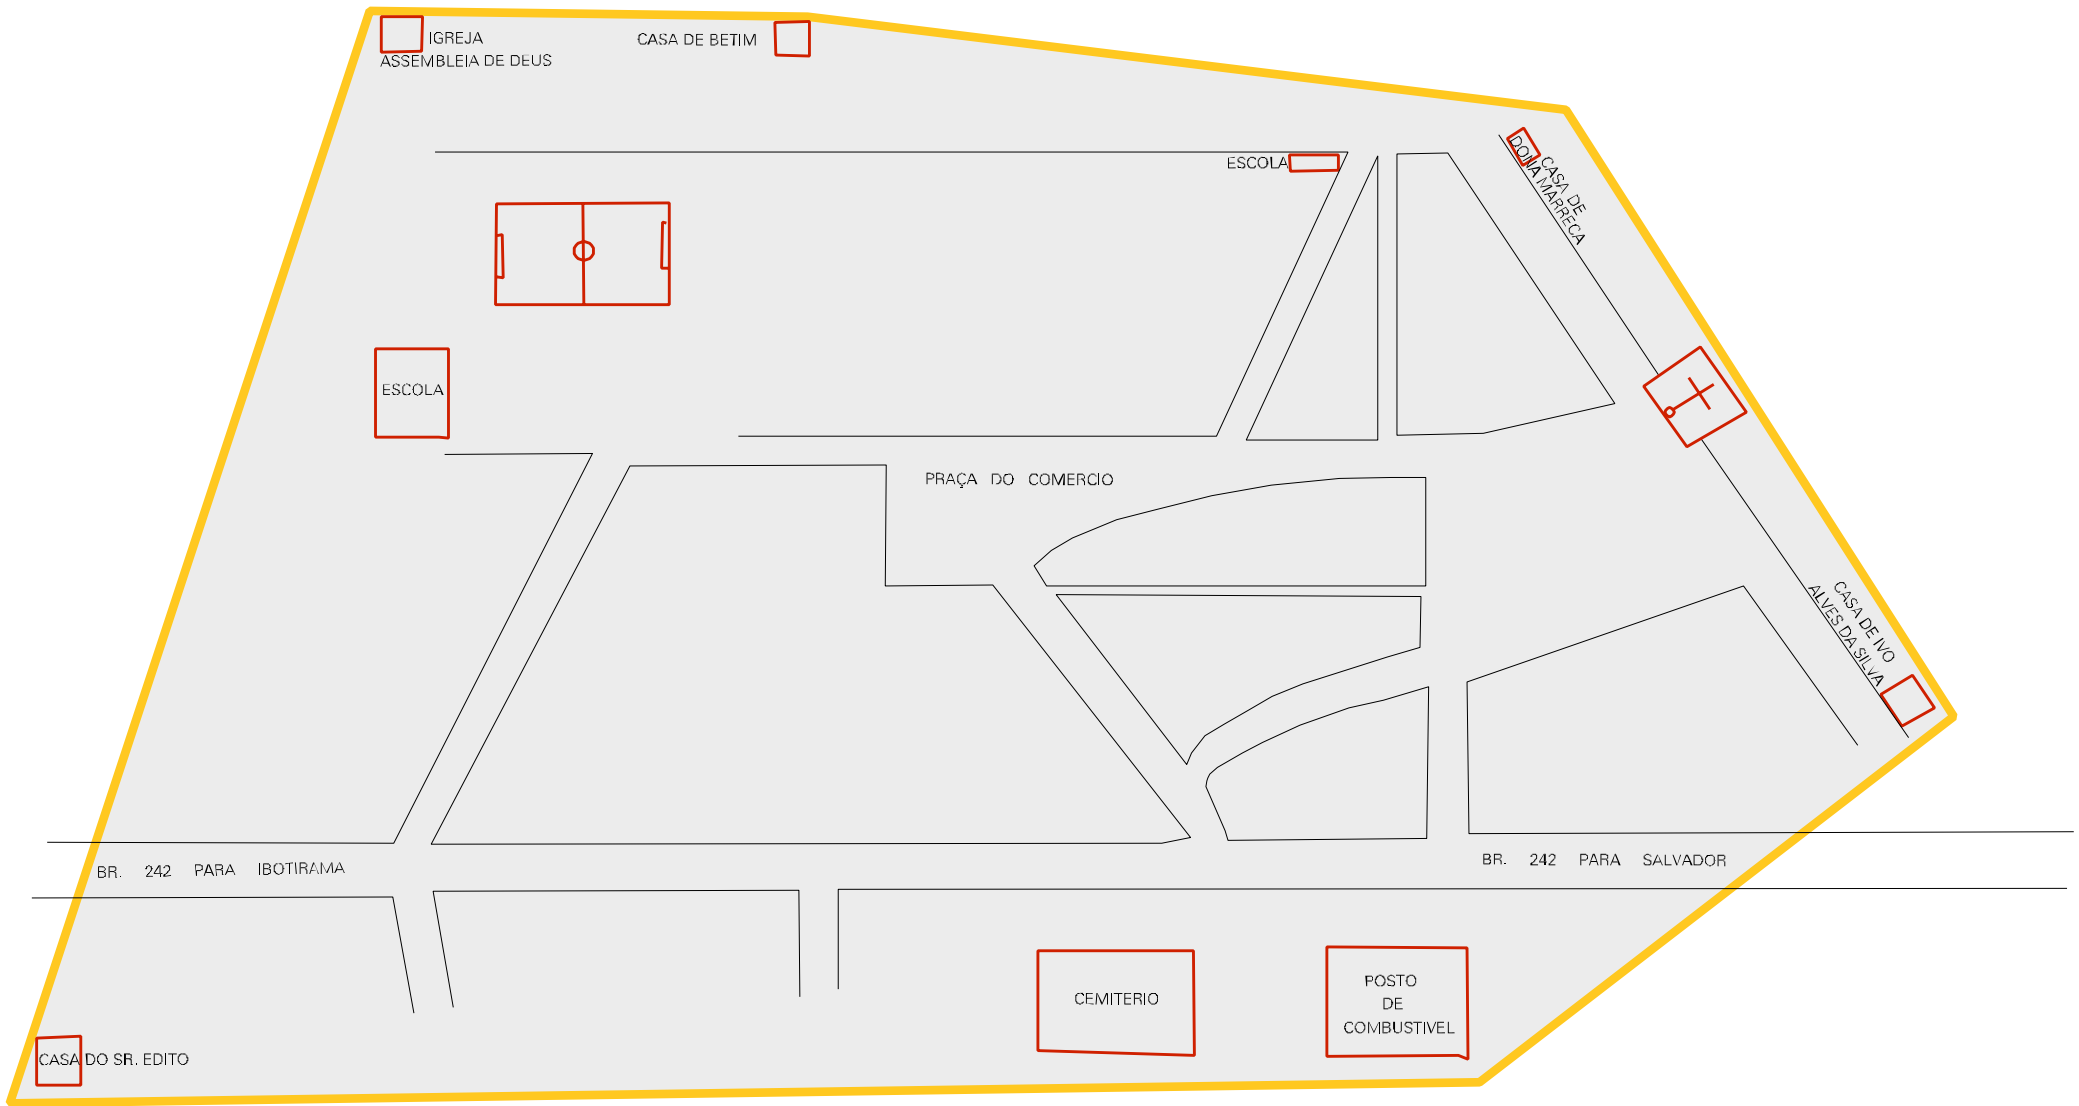 IGREJA
ASSEMBLEIA DE DEUS
CASA DE BETIM
ESCOLA
CASA DE
DONA MARRECA
ESCOLA
PRAÇA DO COMERCIO
CASA DE IVO
ALVES DA SILVA
BR. 242 PARA IBOTIRAMA
BR. 242 PARA SALVADOR
CEMITERIO
POSTO
DE
COMBUSTIVEL
CASA DO SR. EDITO